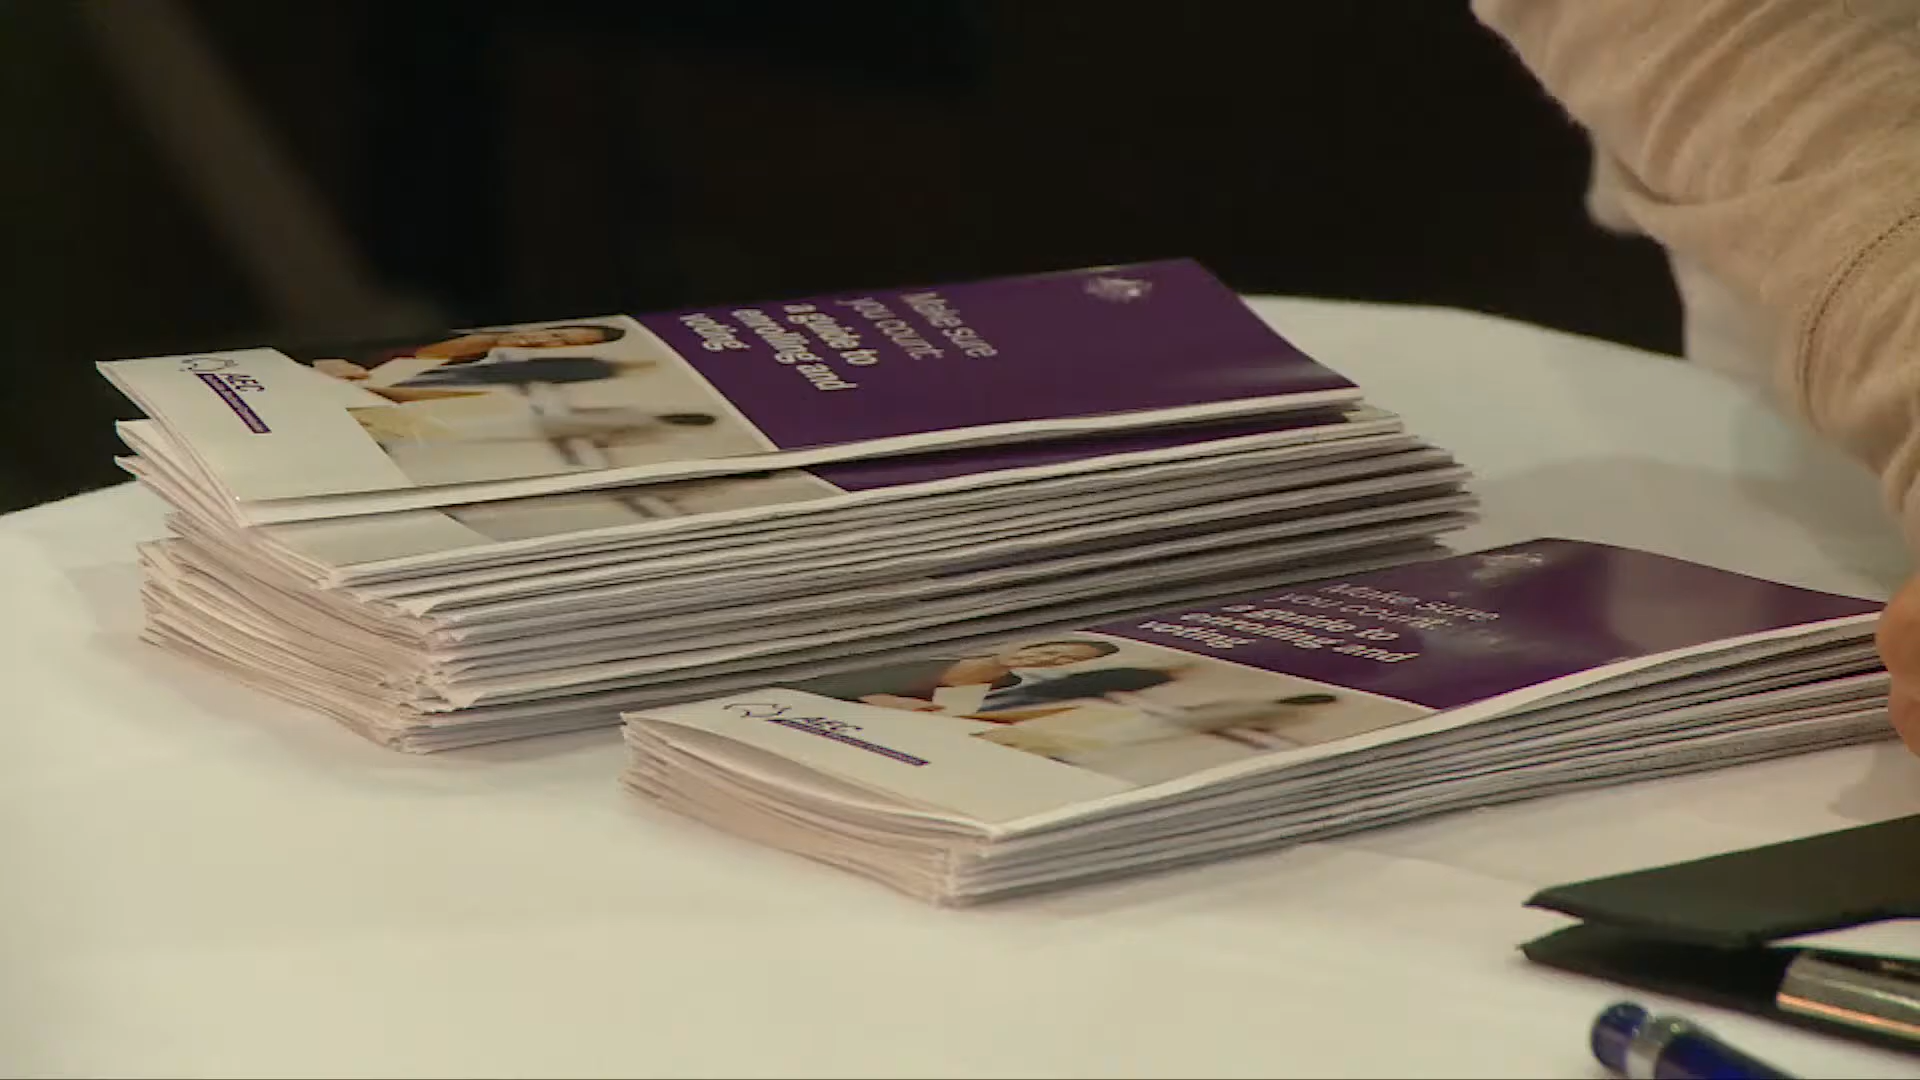 Make sure
you count:
a guide to
enrolling and
voting
AEC
Make sure
you count:
a guide to
enrolling and
voting
AEC